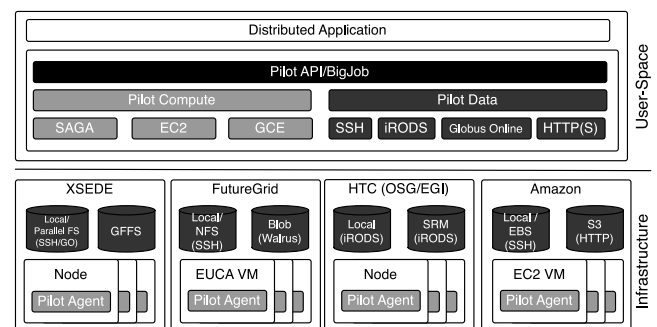 Distributed Application
Pilot API/BigJob
Pilot Compute
Pilot Data
SAGA
EC2
GCE
SSH
iRODS
Globus Online
HTTP(S)
User-Space
XSEDE
FutureGrid
HTC (OSG/EGI)
Amazon
Local/
Parallel FS
(SSH/GO)
GFFS
Local/
NFS
(SSH)
Blob
(Walrus)
Local
(iRODS)
SRM
(iRODS)
Local /
EBS
(SSH)
S3
(HTTP)
Node
Pilot Agent
EUCA VM
Pilot Agent
Node
Pilot Agent
EC2 VM
Pilot Agent
Infrastructure